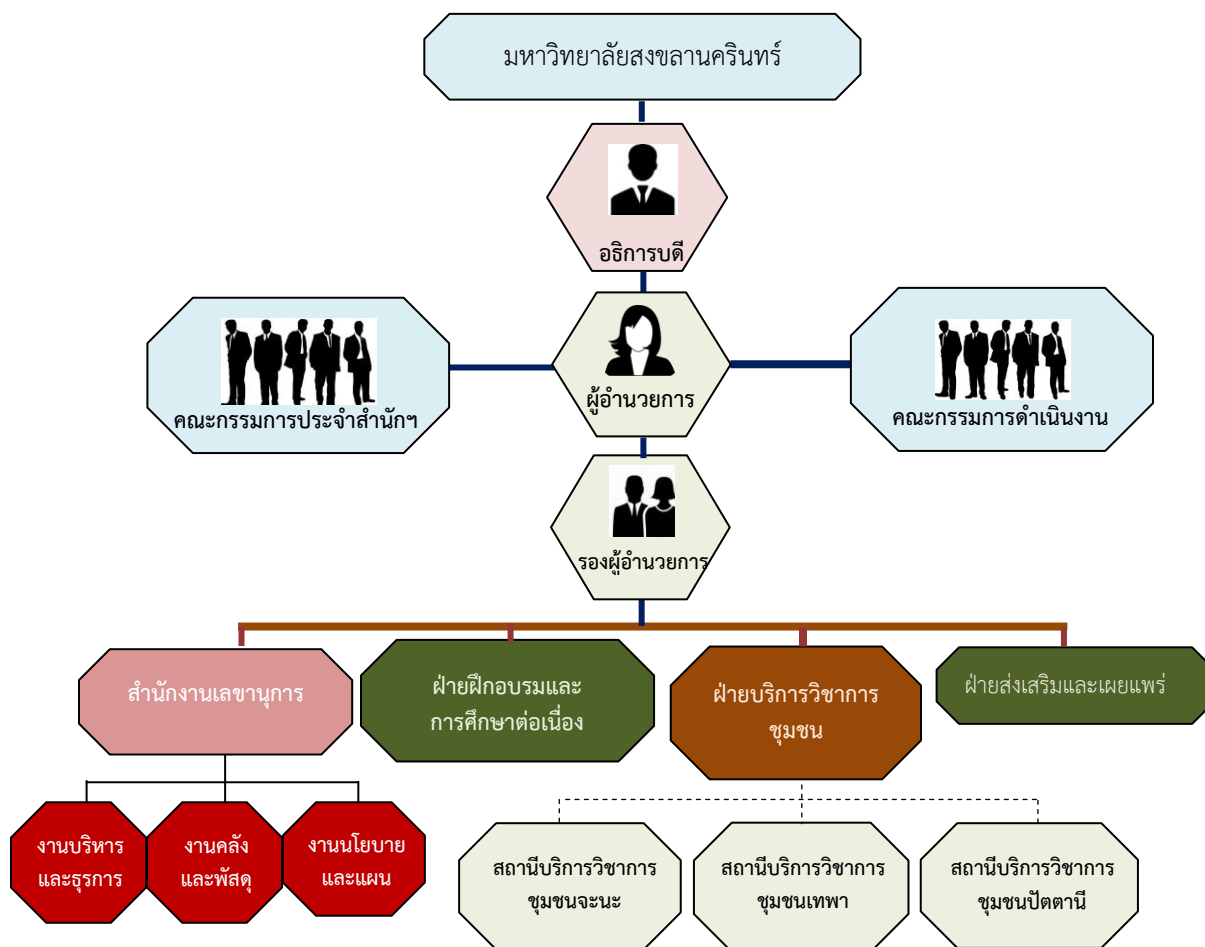 มหาวิทยาลัยสงขลานครินทร์
อธิการบดี
คณะกรรมการประจำสำนักฯ
ผู้อำนวยการ
คณะกรรมการดำเนินงาน
รองผู้อำนวยการ
สำนักงานเลขานุการ
ฝ่ายฝึกอบรมและ
การศึกษาต่อเนื่อง
ฝ่ายบริการวิชาการ
ชุมชน
ฝ่ายส่งเสริมและเผยแพร่
งานบริหาร
และธุรการ
งานคลัง
และพัสดุ
งานนโยบาย
และแผน
สถานีบริการวิชาการ
ชุมชนจะนะ
สถานีบริการวิชาการ
ชุมชนเทพา
สถานีบริการวิชาการ
ชุมชนปัตตานี